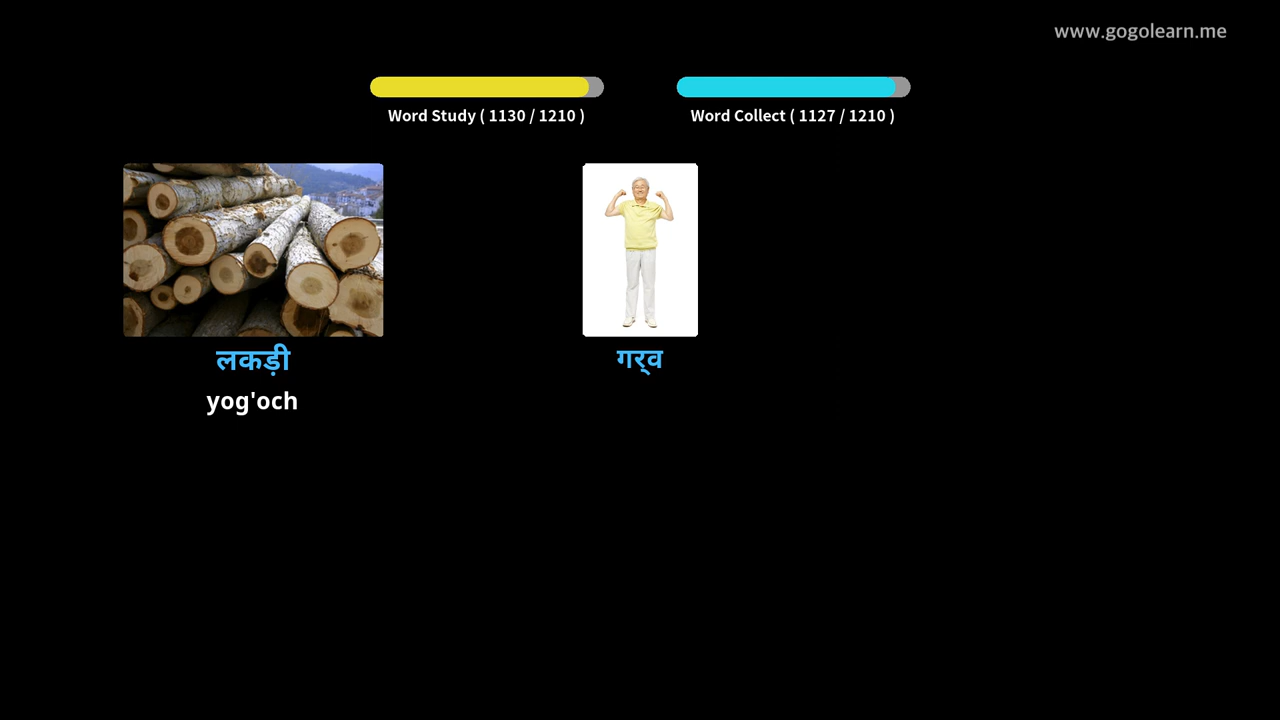 www.gogolearn.me
Word Study ( 1130 / 1210 )
Word Collect ( 1127 / 1210 )
लकड़ी
yog'och
गर्व